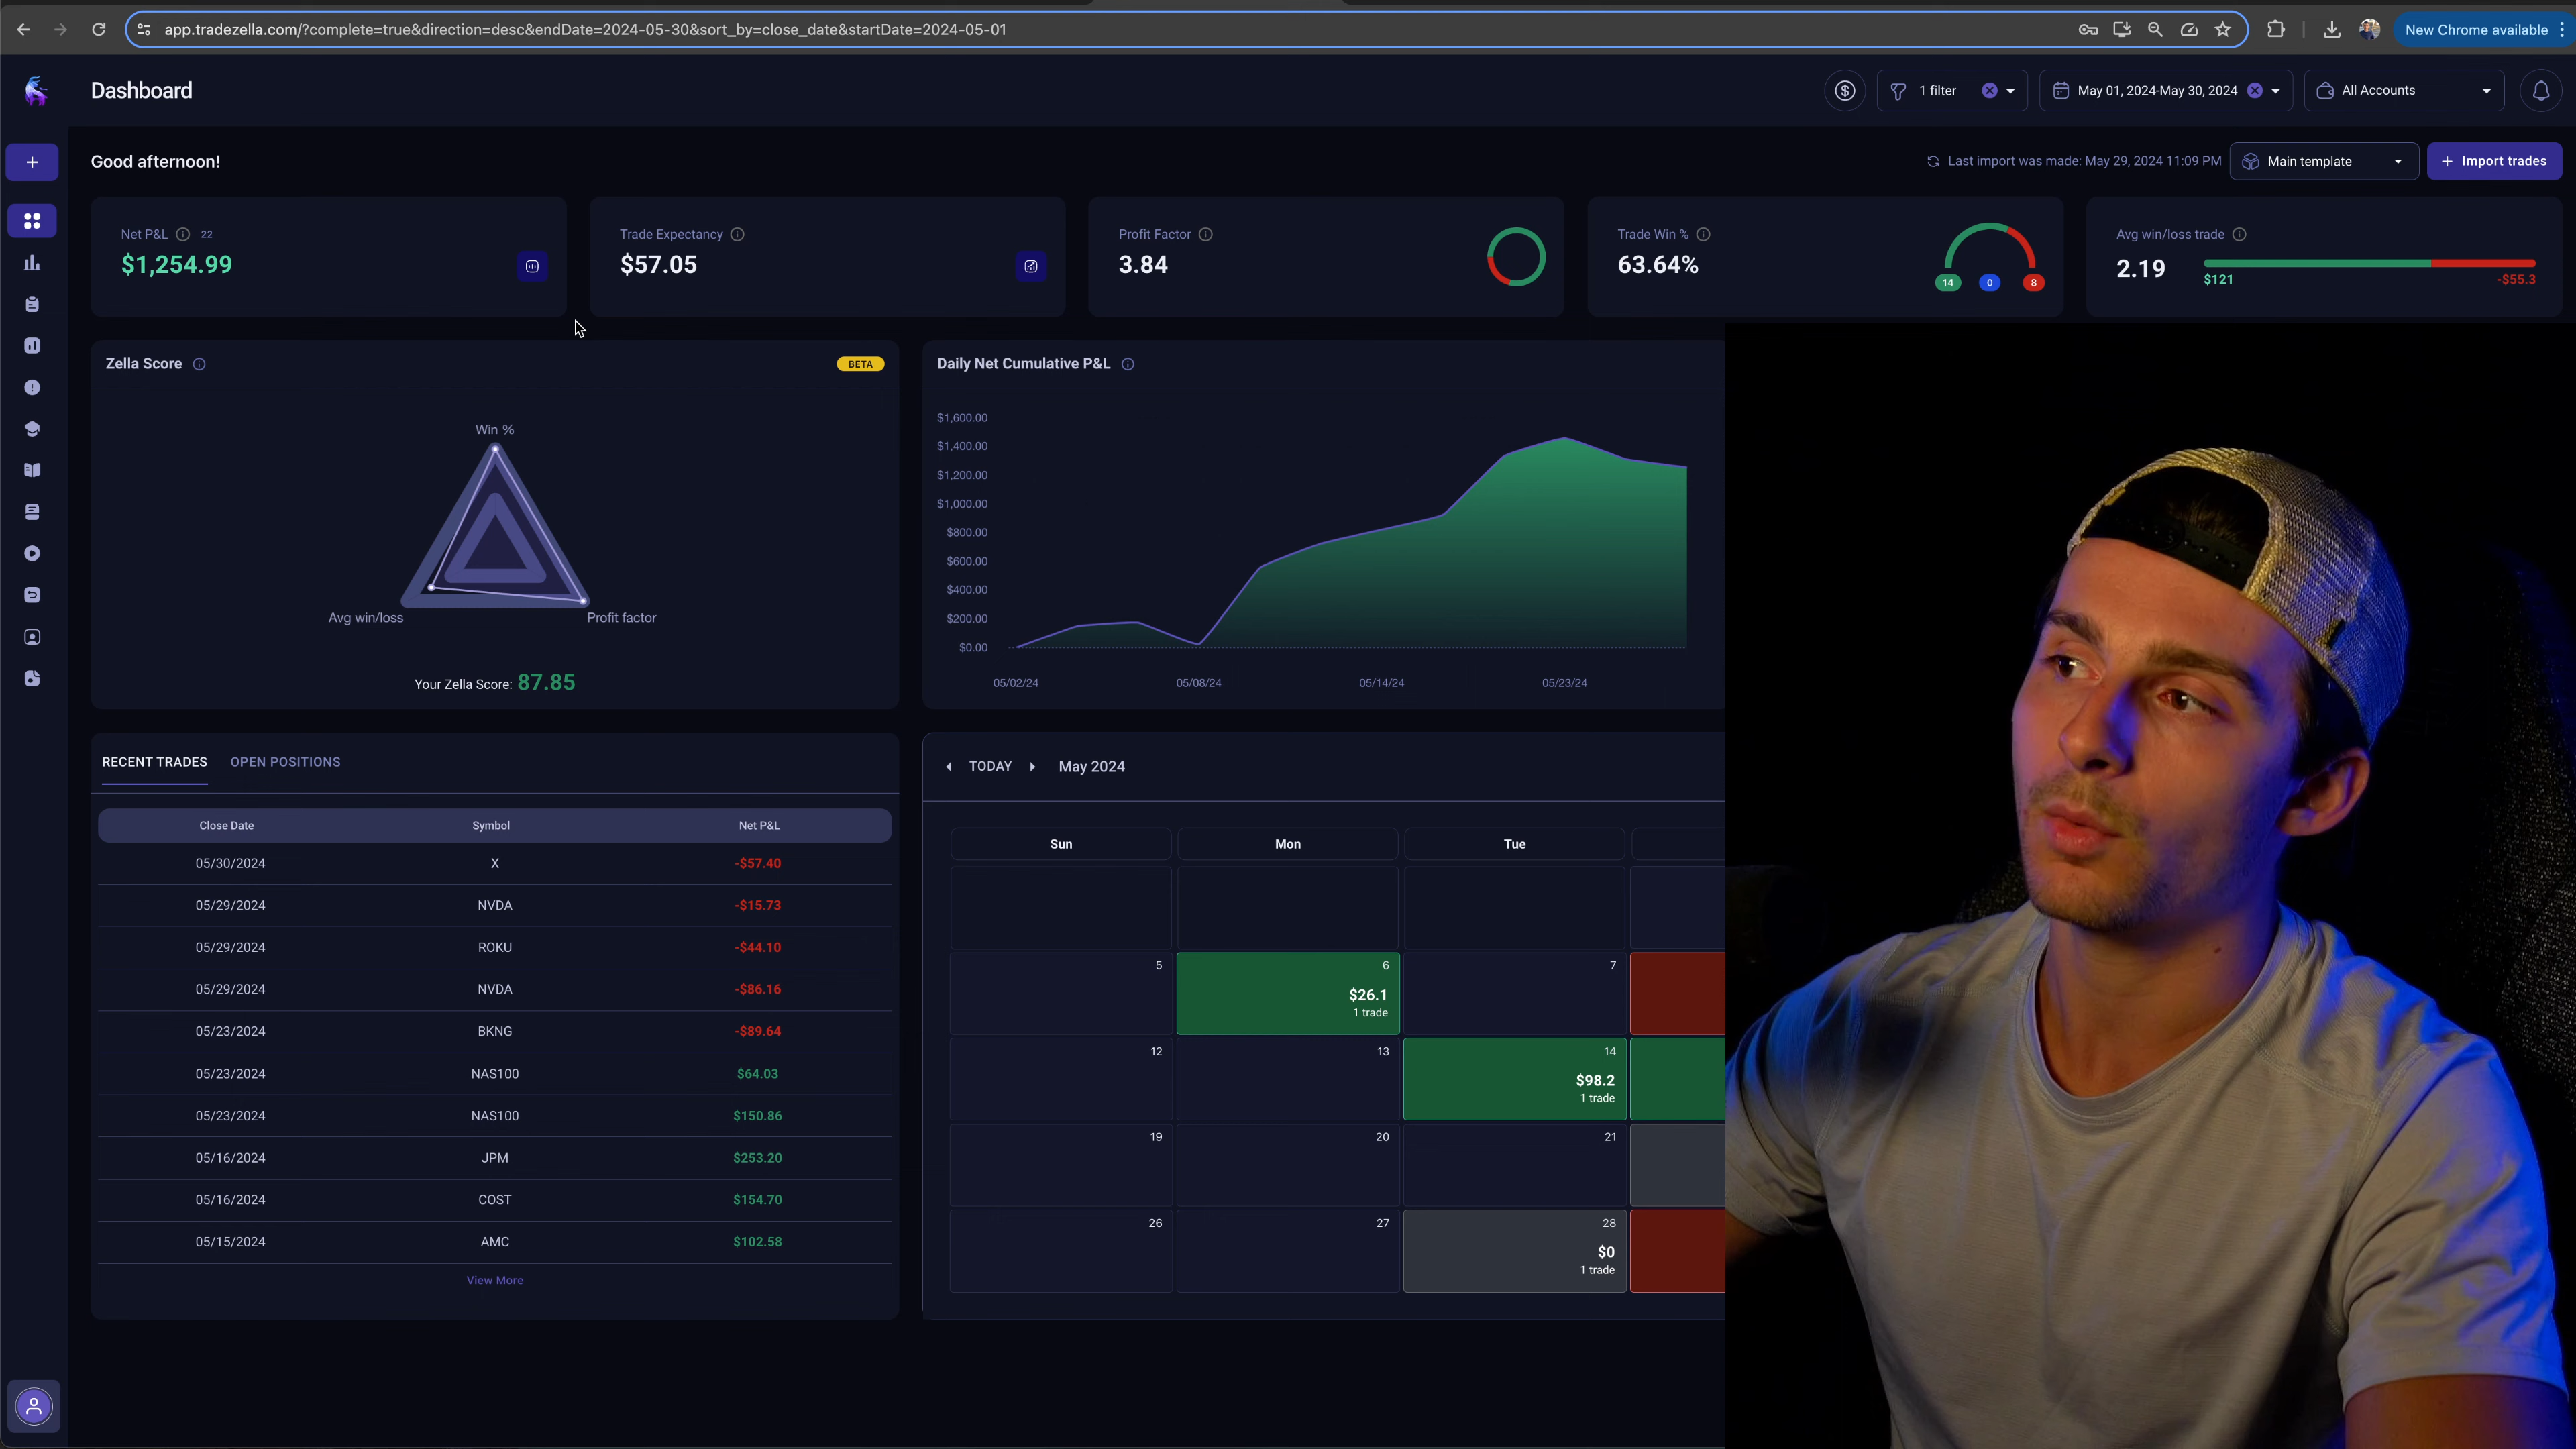 app.tradezella.com/?complete=true&direction=desc&endDate=2024-05-30&sort_by=close_date&startDate=2024-05-01
New Chrome available
Dashboard
1 filter
May 01, 2024-May 30, 2024
All Accounts
Good afternoon!
Last import was made: May 29, 2024 11:09 PM
Main template
+ Import trades
Net P&L 22
$1,254.99
Trade Expectancy
$57.05
Profit Factor
3.84
Trade Win %
63.64%
14 0 8
Avg win/loss trade
2.19
$121 -$55.3
Zella Score
BETA
Win %
Avg win/loss
Profit factor
Your Zella Score: 87.85
Daily Net Cumulative P&L
$1,600.00
$1,400.00
$1,200.00
$1,000.00
$800.00
$600.00
$400.00
$200.00
$0.00
05/02/24 05/08/24 05/14/24 05/23/24
RECENT TRADES OPEN POSITIONS
Close Date Symbol Net P&L
05/30/2024 X -$57.40
05/29/2024 NVDA -$15.73
05/29/2024 ROKU -$44.10
05/29/2024 NVDA -$86.16
05/23/2024 BKNG -$89.64
05/23/2024 NAS100 $64.03
05/23/2024 NAS100 $150.86
05/16/2024 JPM $253.20
05/16/2024 COST $154.70
05/15/2024 AMC $102.58
View More
TODAY May 2024
Sun Mon Tue
5 6 7
$26.1
1 trade
12 13 14
$98.2
1 trade
19 20 21
26 27 28
$0
1 trade